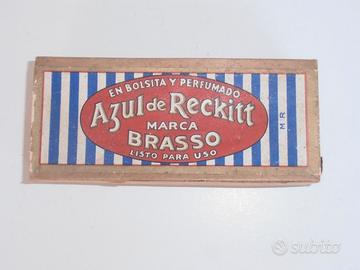 EN BOLSITA Y PERFUMADO
Azul de Reckitt
MARCA
BRASSO
LISTO PARA USO
M R
subito